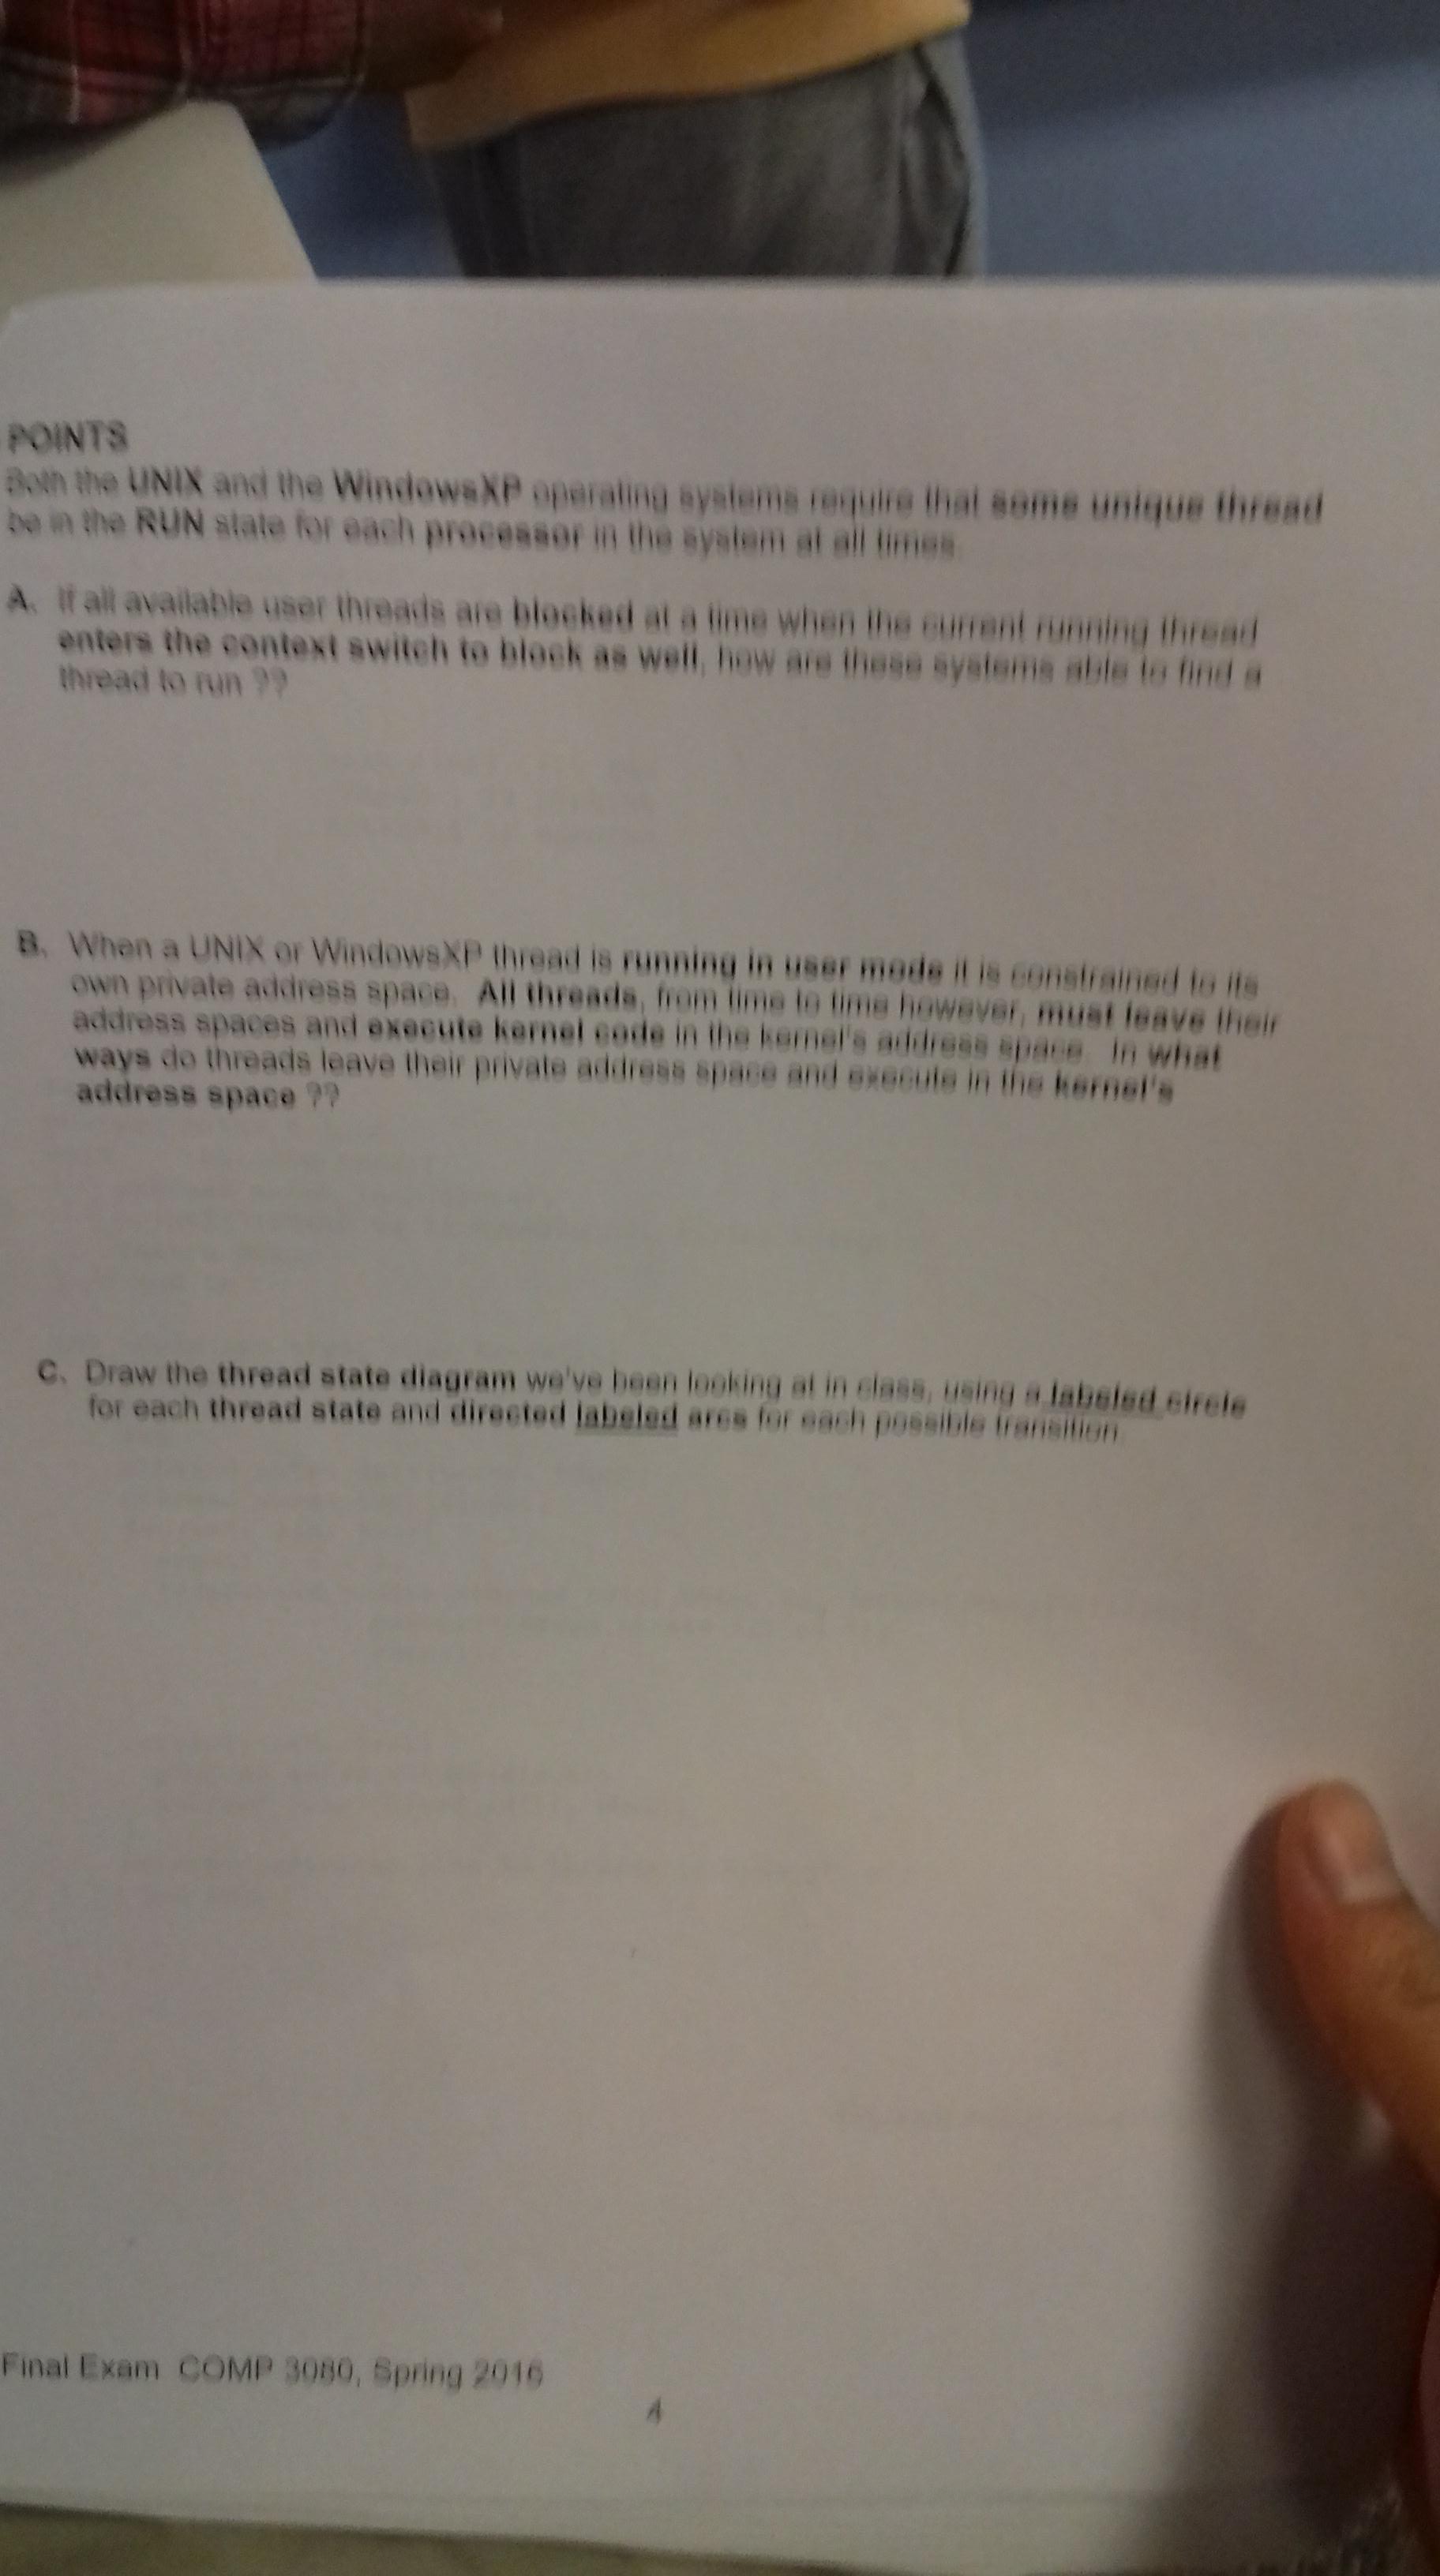 POINTS
Both the UNIX and the WindowsXP operating systems require that some unique thread
be in the RUN state for each processor in the system at all times.
A. If all available user threads are blocked at a time when the current running thread
enters the context switch to block as well, how are these systems able to find a
thread to run ??
B. When a UNIX or WindowsXP thread is running in user mode it is constrained to its
own private address space. All threads, from time to time however, must leave their
address spaces and execute kernel code in the kernel's address space. In what
ways do threads leave their private address space and execute in the kernel's
address space ??
C. Draw the thread state diagram we've been looking at in class, using a labeled circle
for each thread state and directed labeled arcs for each possible transition.
Final Exam COMP 3080, Spring 2016
4